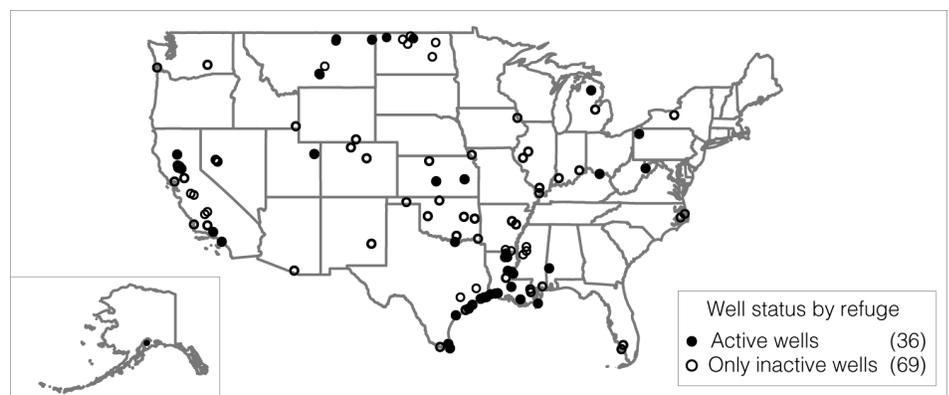 Well status by refuge
Active wells (36)
Only inactive wells (69)